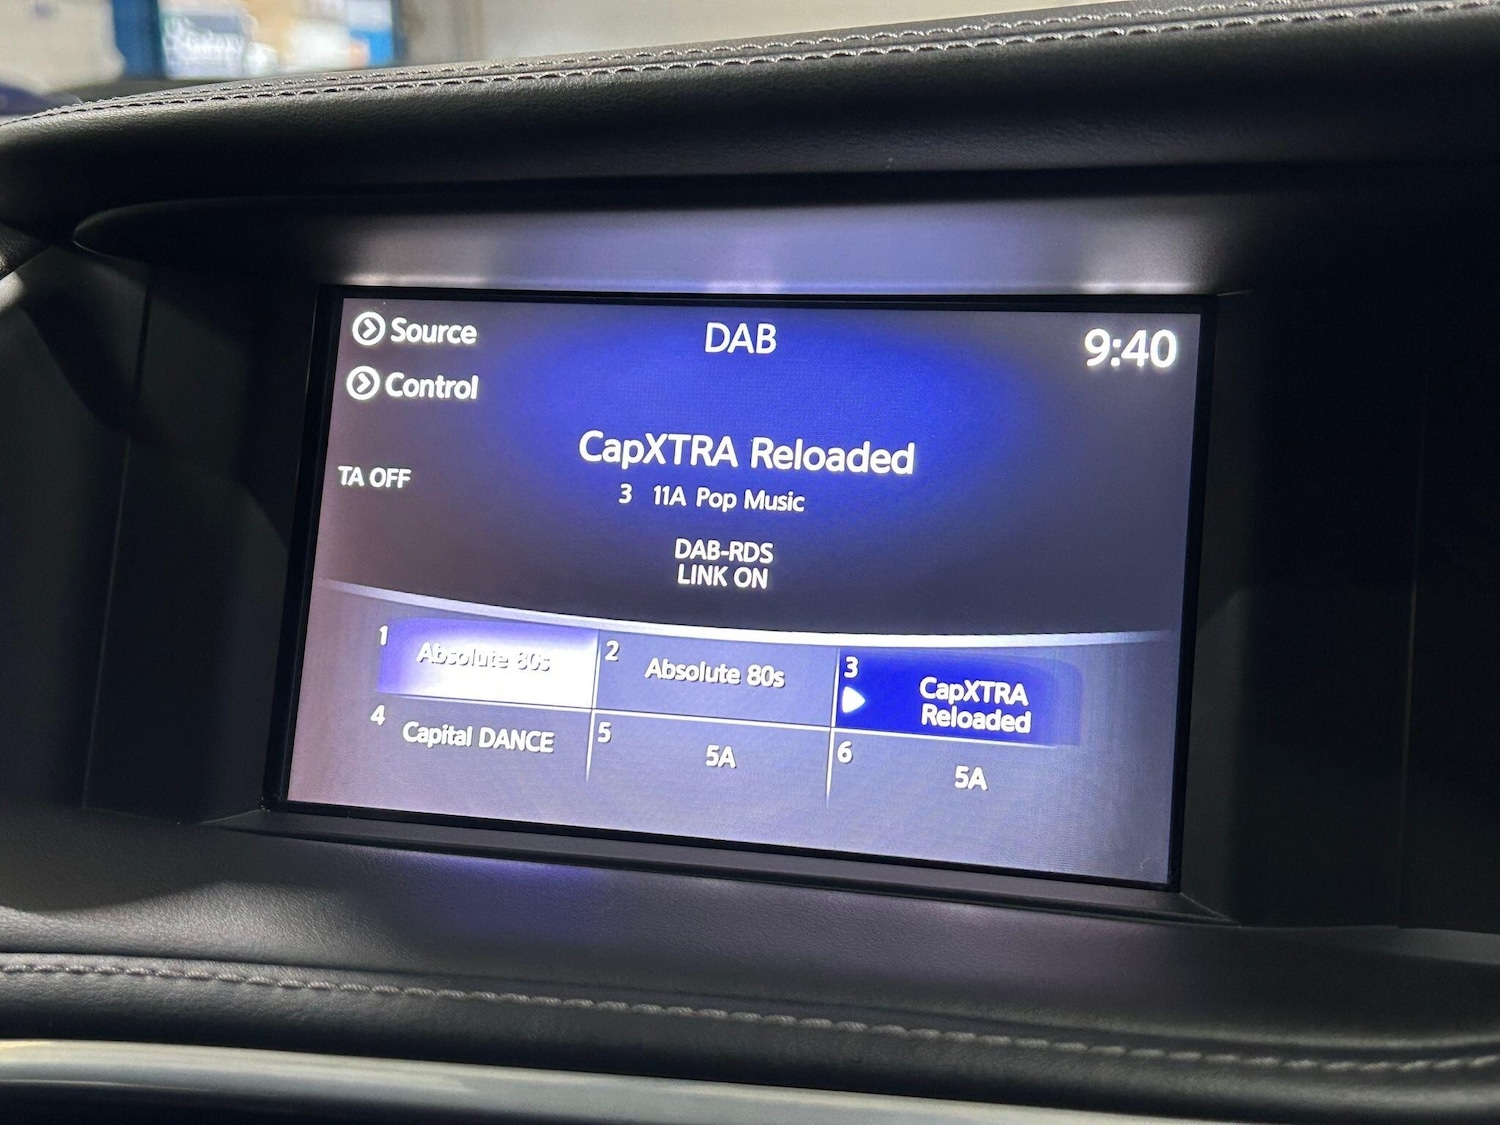 Source
DAB
9:40
Control
CapXTRA Reloaded
TA OFF
3 11A Pop Music
DAB-RDS
LINK ON
1 Absolute 80s
2 Absolute 80s
3 CapXTRA
Reloaded
4 Capital DANCE
5 5A
6 5A